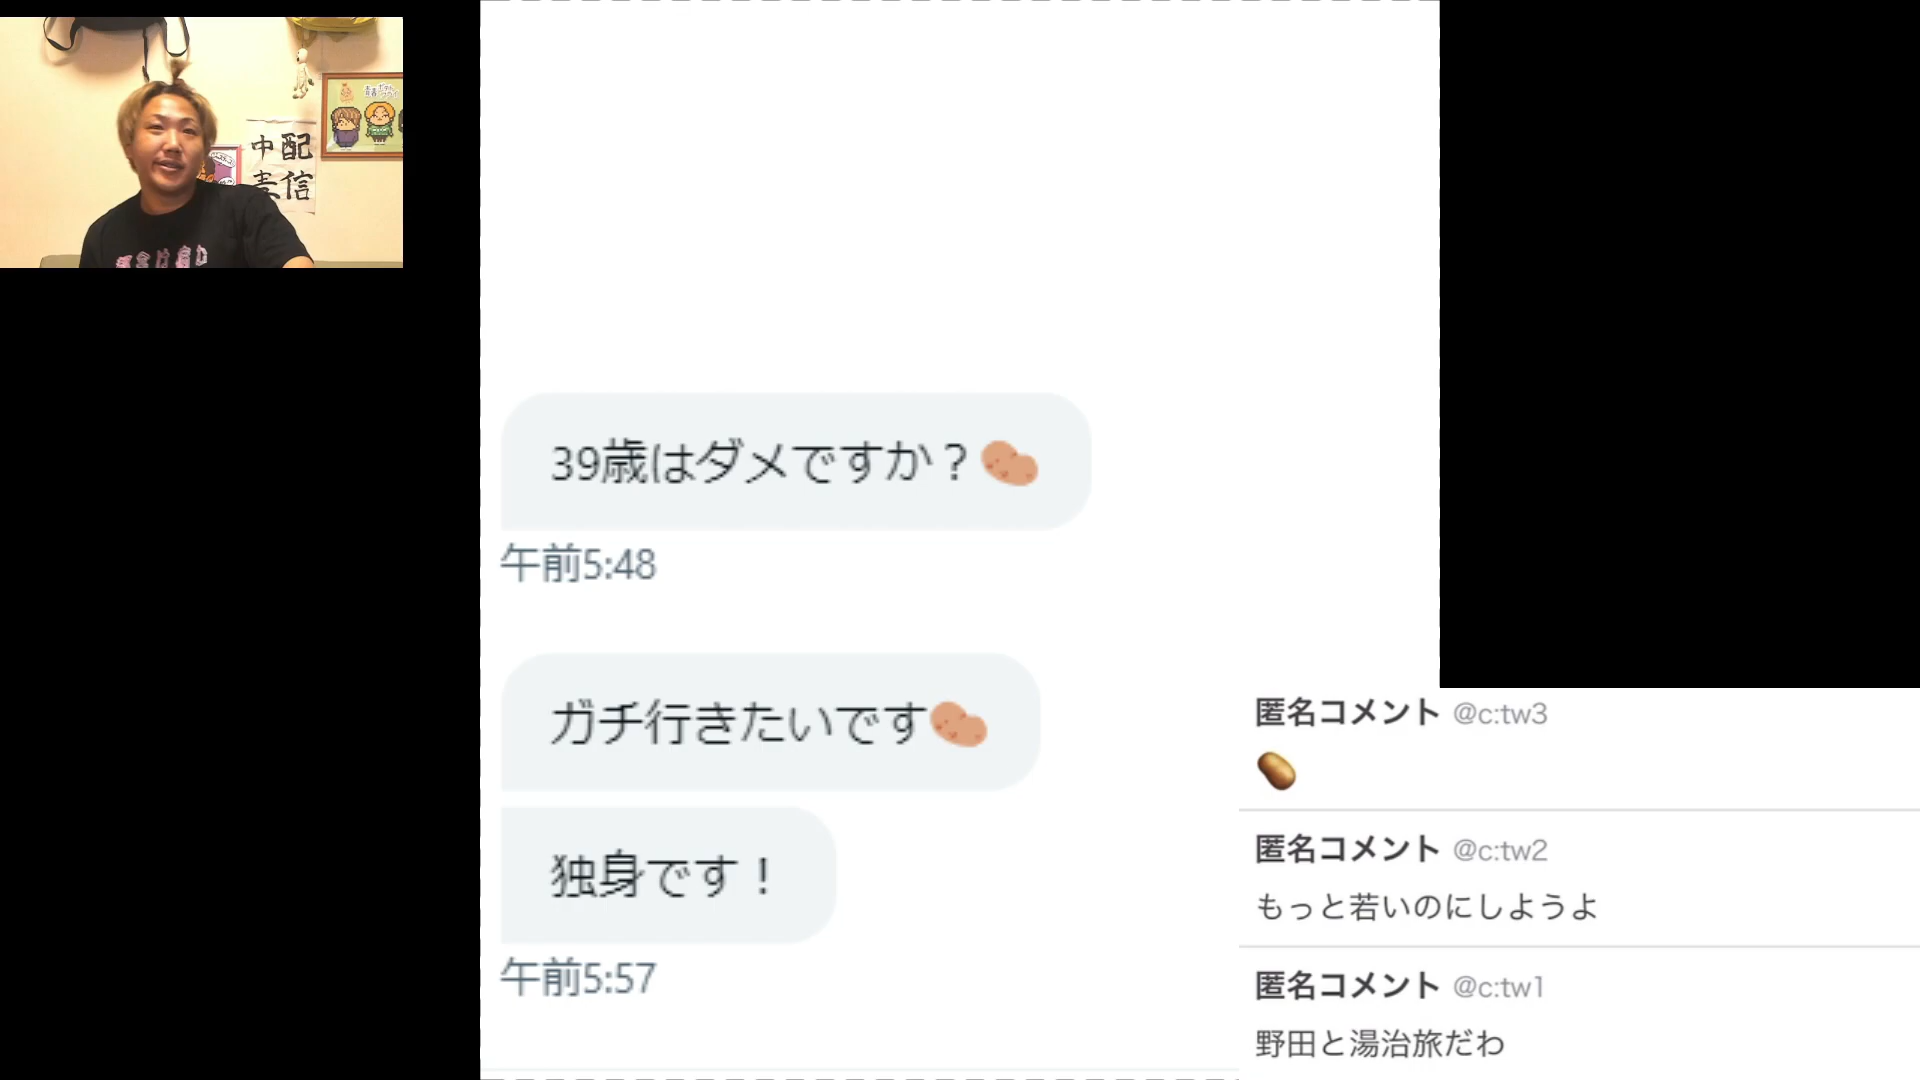 配信
中
39歳はダメですか？🥔
午前5:48
ガチ行きたいです🥔
独身です！
午前5:57
匿名コメント @c:tw3
🥔
匿名コメント @c:tw2
もっと若いのにしようよ
匿名コメント @c:tw1
野田と湯治旅だわ